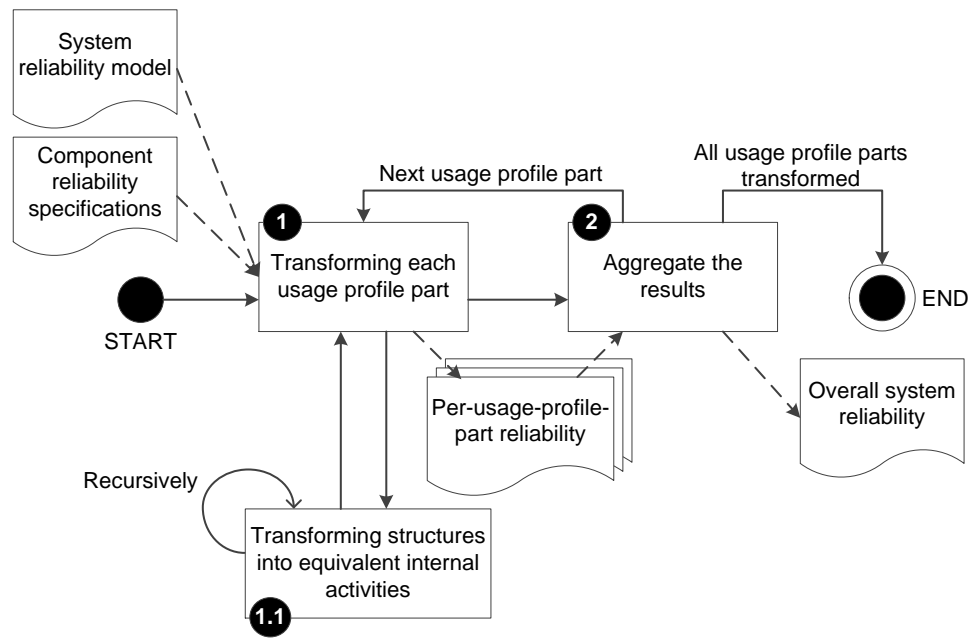 System
reliability model
Component
reliability
specifications
START
Next usage profile part
All usage profile parts
transformed
1
Transforming each
usage profile part
2
Aggregate the
results
END
Per-usage-profile-
part reliability
Overall system
reliability
Recursively
Transforming structures
into equivalent internal
activities
1.1